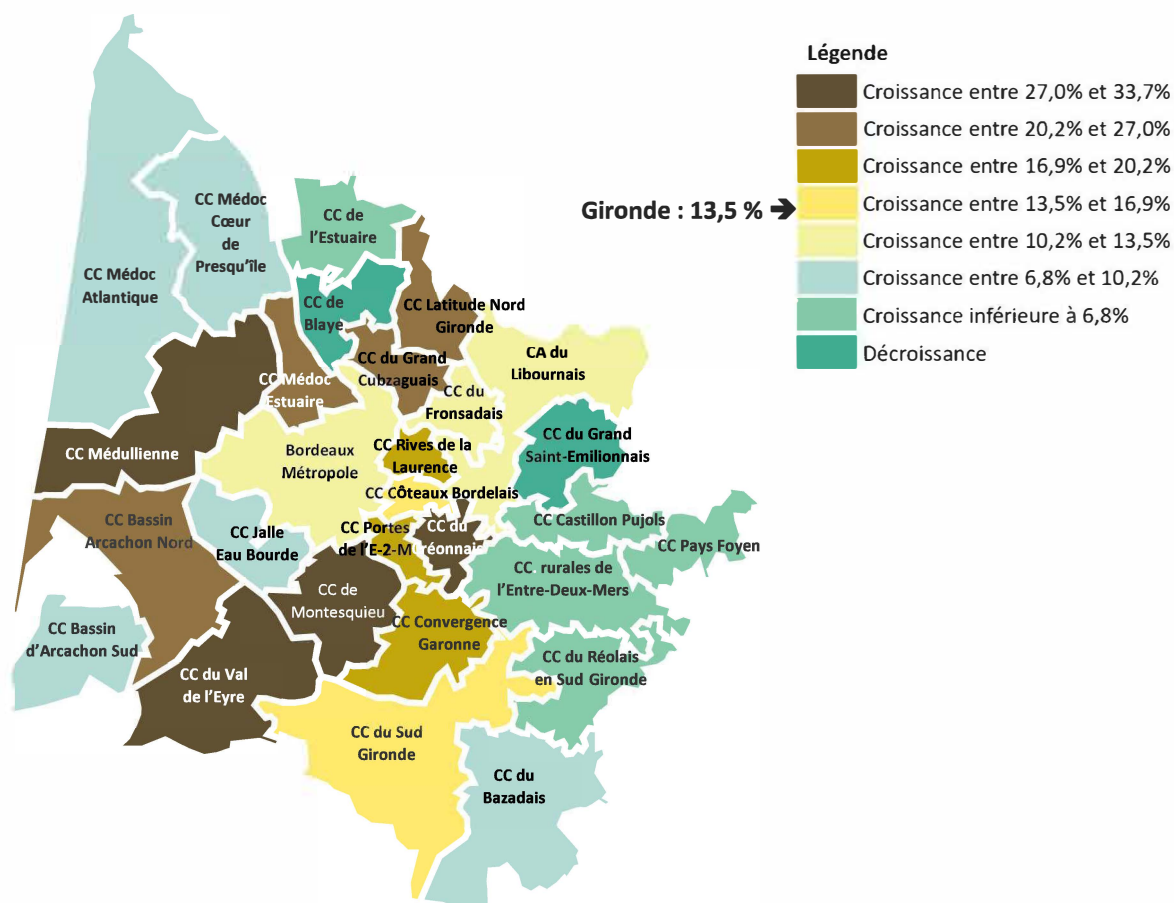 Légende
Croissance entre 27,0% et 33,7%
Croissance entre 20,2% et 27,0%
Croissance entre 16,9% et 20,2%
Gironde : 13,5 % ➔
Croissance entre 13,5% et 16,9%
Croissance entre 10,2% et 13,5%
Croissance entre 6,8% et 10,2%
Croissance inférieure à 6,8%
Décroissance
CC Médoc
Cœur
de
Presqu’île
CC de
l’Estuaire
CC Médoc
Atlantique
CC de
Blaye
CC Latitude Nord
Gironde
CC Médoc
Estuaire
CC du Grand
Cubzaguais
CA du
Libournais
CC du
Fronsadais
CC Médullienne
Bordeaux
Métropole
CC Rives de la
Laurence
CC du Grand
Saint-Emilionnais
CC Côteaux Bordelais
CC Bassin
Arcachon Nord
CC Jalle
Eau Bourde
CC Portes
de l’E-2-M
CC du
Créonnais
CC Castillon Pujols
CC Pays Foyen
CC. rurales de
l’Entre-Deux-Mers
CC de
Montesquieu
CC Convergence
Garonne
CC Bassin
d’Arcachon Sud
CC du Val
de l’Eyre
CC du Réolais
en Sud Gironde
CC du Sud
Gironde
CC du
Bazadais